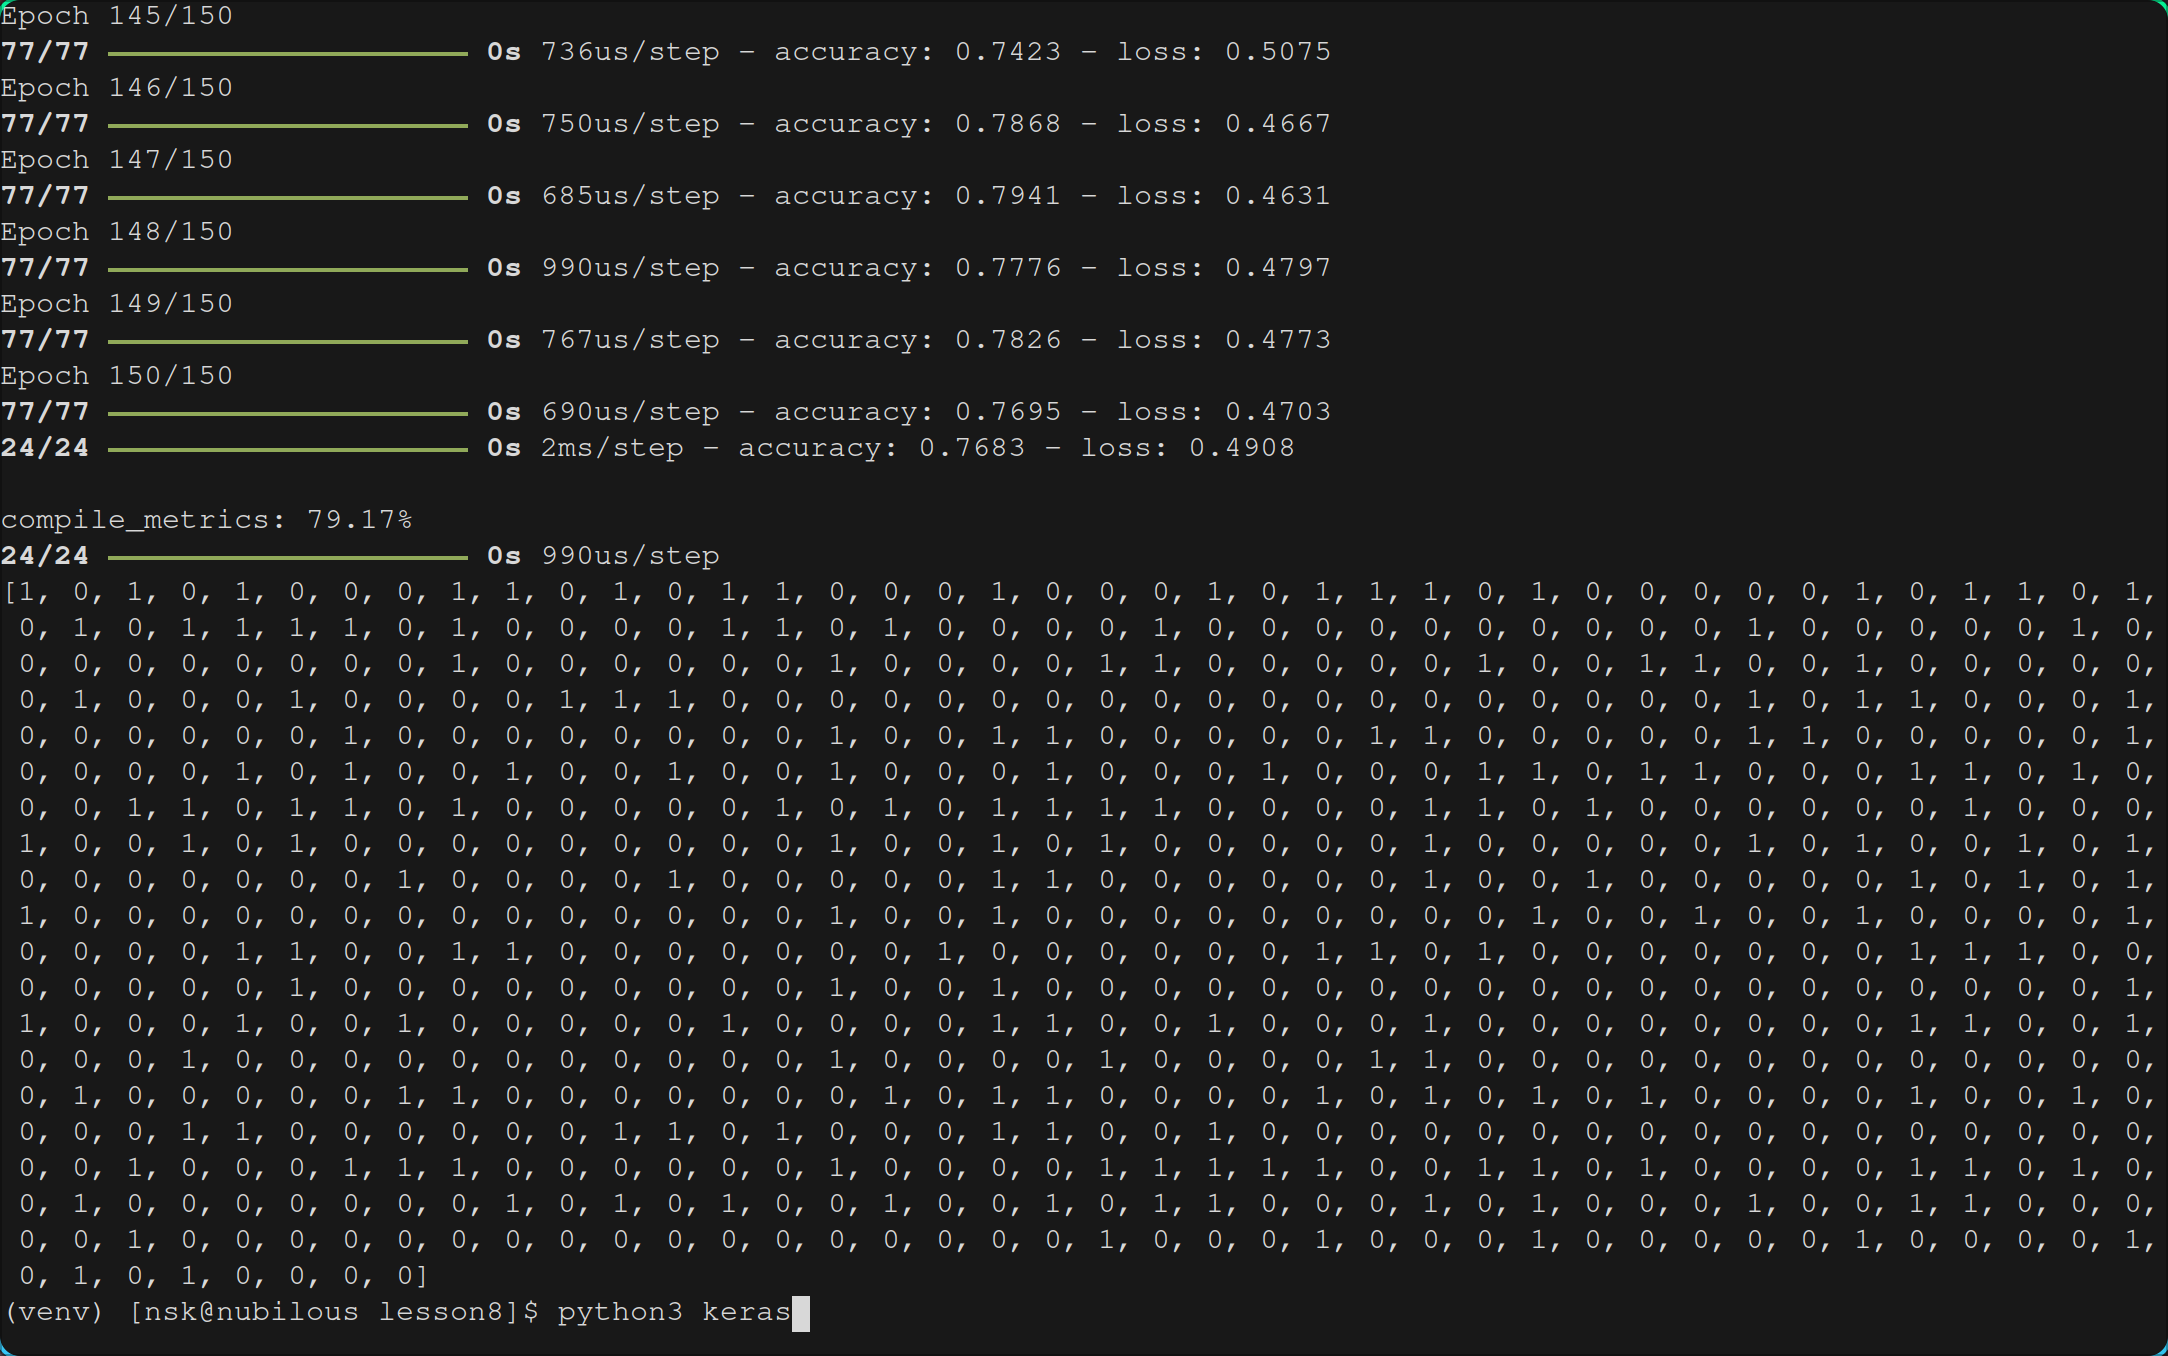 Epoch 145/150
77/77 ━━━━━━━━━━━━━━━━━━━━ 0s 736us/step – accuracy: 0.7423 – loss: 0.5075
Epoch 146/150
77/77 ━━━━━━━━━━━━━━━━━━━━ 0s 750us/step – accuracy: 0.7868 – loss: 0.4667
Epoch 147/150
77/77 ━━━━━━━━━━━━━━━━━━━━ 0s 685us/step – accuracy: 0.7941 – loss: 0.4631
Epoch 148/150
77/77 ━━━━━━━━━━━━━━━━━━━━ 0s 990us/step – accuracy: 0.7776 – loss: 0.4797
Epoch 149/150
77/77 ━━━━━━━━━━━━━━━━━━━━ 0s 767us/step – accuracy: 0.7826 – loss: 0.4773
Epoch 150/150
77/77 ━━━━━━━━━━━━━━━━━━━━ 0s 690us/step – accuracy: 0.7695 – loss: 0.4703
24/24 ━━━━━━━━━━━━━━━━━━━━ 0s 2ms/step – accuracy: 0.7683 – loss: 0.4908
compile_metrics: 79.17%
24/24 ━━━━━━━━━━━━━━━━━━━━ 0s 990us/step
[1, 0, 1, 0, 1, 0, 0, 0, 1, 1, 0, 1, 0, 1, 1, 0, 0, 0, 1, 0, 0, 0, 1, 0, 1, 1, 1, 0, 1, 0, 0, 0, 0, 0, 1, 0, 1, 1, 0, 1,
0, 1, 0, 1, 1, 1, 1, 0, 1, 0, 0, 0, 0, 1, 1, 0, 1, 0, 0, 0, 0, 1, 0, 0, 0, 0, 0, 0, 0, 0, 0, 0, 1, 0, 0, 0, 0, 0, 1, 0,
0, 0, 0, 0, 0, 0, 0, 0, 1, 0, 0, 0, 0, 0, 0, 1, 0, 0, 0, 0, 1, 1, 0, 0, 0, 0, 0, 1, 0, 0, 1, 1, 0, 0, 1, 0, 0, 0, 0, 0,
0, 1, 0, 0, 0, 1, 0, 0, 0, 0, 1, 1, 1, 0, 0, 0, 0, 0, 0, 0, 0, 0, 0, 0, 0, 0, 0, 0, 0, 0, 0, 0, 1, 0, 1, 1, 0, 0, 0, 1,
0, 0, 0, 0, 0, 0, 1, 0, 0, 0, 0, 0, 0, 0, 0, 1, 0, 0, 1, 1, 0, 0, 0, 0, 0, 1, 1, 0, 0, 0, 0, 0, 1, 1, 0, 0, 0, 0, 0, 1,
0, 0, 0, 0, 1, 0, 1, 0, 0, 1, 0, 0, 1, 0, 0, 1, 0, 0, 0, 1, 0, 0, 0, 1, 0, 0, 0, 1, 1, 0, 1, 1, 0, 0, 0, 1, 1, 0, 1, 0,
0, 0, 1, 1, 0, 1, 1, 0, 1, 0, 0, 0, 0, 0, 1, 0, 1, 0, 1, 1, 1, 1, 0, 0, 0, 0, 1, 1, 0, 1, 0, 0, 0, 0, 0, 0, 1, 0, 0, 0,
1, 0, 0, 1, 0, 1, 0, 0, 0, 0, 0, 0, 0, 0, 0, 1, 0, 0, 1, 0, 1, 0, 0, 0, 0, 0, 1, 0, 0, 0, 0, 0, 1, 0, 1, 0, 0, 1, 0, 1,
0, 0, 0, 0, 0, 0, 0, 1, 0, 0, 0, 0, 1, 0, 0, 0, 0, 0, 1, 1, 0, 0, 0, 0, 0, 0, 1, 0, 0, 1, 0, 0, 0, 0, 0, 1, 0, 1, 0, 1,
1, 0, 0, 0, 0, 0, 0, 0, 0, 0, 0, 0, 0, 0, 0, 1, 0, 0, 1, 0, 0, 0, 0, 0, 0, 0, 0, 0, 1, 0, 0, 1, 0, 0, 1, 0, 0, 0, 0, 1,
0, 0, 0, 0, 1, 1, 0, 0, 1, 1, 0, 0, 0, 0, 0, 0, 0, 1, 0, 0, 0, 0, 0, 0, 1, 1, 0, 1, 0, 0, 0, 0, 0, 0, 0, 1, 1, 1, 0, 0,
0, 0, 0, 0, 0, 1, 0, 0, 0, 0, 0, 0, 0, 0, 0, 1, 0, 0, 1, 0, 0, 0, 0, 0, 0, 0, 0, 0, 0, 0, 0, 0, 0, 0, 0, 0, 0, 0, 0, 1,
1, 0, 0, 0, 1, 0, 0, 1, 0, 0, 0, 0, 0, 1, 0, 0, 0, 0, 1, 1, 0, 0, 1, 0, 0, 0, 1, 0, 0, 0, 0, 0, 0, 0, 0, 1, 1, 0, 0, 1,
0, 0, 0, 1, 0, 0, 0, 0, 0, 0, 0, 0, 0, 0, 0, 1, 0, 0, 0, 0, 1, 0, 0, 0, 0, 1, 1, 0, 0, 0, 0, 0, 0, 0, 0, 0, 0, 0, 0, 0,
0, 1, 0, 0, 0, 0, 0, 1, 1, 0, 0, 0, 0, 0, 0, 0, 1, 0, 1, 1, 0, 0, 0, 0, 1, 0, 1, 0, 1, 0, 1, 0, 0, 0, 0, 1, 0, 0, 1, 0,
0, 0, 0, 1, 1, 0, 0, 0, 0, 0, 0, 1, 1, 0, 1, 0, 0, 0, 1, 1, 0, 0, 1, 0, 0, 0, 0, 0, 0, 0, 0, 0, 0, 0, 0, 0, 0, 0, 0, 0,
0, 0, 1, 0, 0, 0, 1, 1, 1, 0, 0, 0, 0, 0, 0, 1, 0, 0, 0, 0, 1, 1, 1, 1, 1, 0, 0, 1, 1, 0, 1, 0, 0, 0, 0, 1, 1, 0, 1, 0,
0, 1, 0, 0, 0, 0, 0, 0, 0, 1, 0, 1, 0, 1, 0, 0, 1, 0, 0, 1, 0, 1, 1, 0, 0, 0, 1, 0, 1, 0, 0, 0, 1, 0, 0, 1, 1, 0, 0, 0,
0, 0, 1, 0, 0, 0, 0, 0, 0, 0, 0, 0, 0, 0, 0, 0, 0, 0, 0, 0, 1, 0, 0, 0, 1, 0, 0, 0, 1, 0, 0, 0, 0, 0, 1, 0, 0, 0, 0, 1,
0, 1, 0, 1, 0, 0, 0, 0]
(venv) [nsk@nubilous lesson8]$ python3 keras